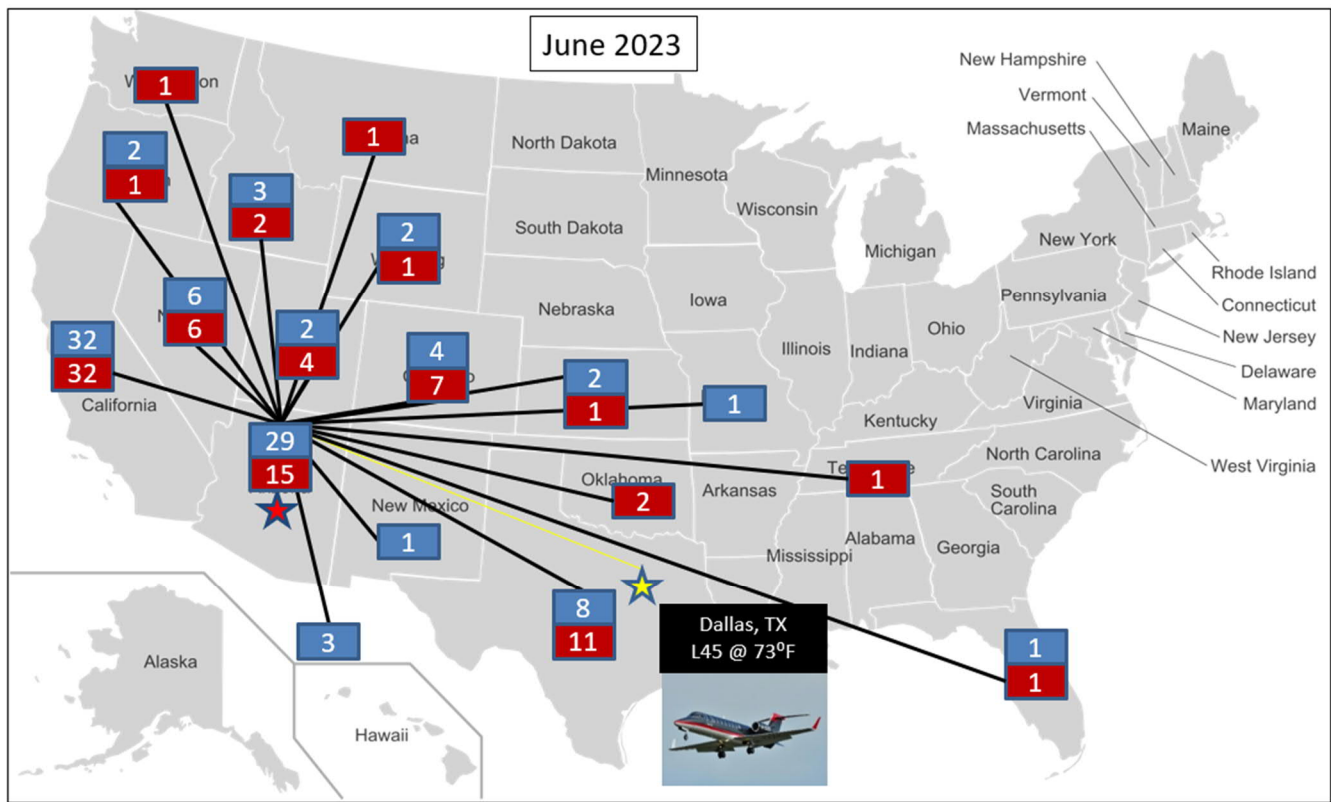 June 2023
New Hampshire
Vermont
Massachusetts
Maine
1
1
North Dakota
Minnesota
2
1
3
2
2
1
South Dakota
Wisconsin
Michigan
New York
Rhode Island
Connecticut
New Jersey
Delaware
Maryland
West Virginia
Pennsylvania
6
6
2
4
Nebraska
Iowa
Illinois
Indiana
Ohio
32
32
California
4
7
2
1
1
Kentucky
Virginia
29
15
New Mexico
1
Oklahoma
2
Arkansas
1
North Carolina
South
Carolina
Mississippi
Alabama
Georgia
3
8
11
Dallas, TX
L45 @ 73⁰F
1
1
Alaska
Hawaii